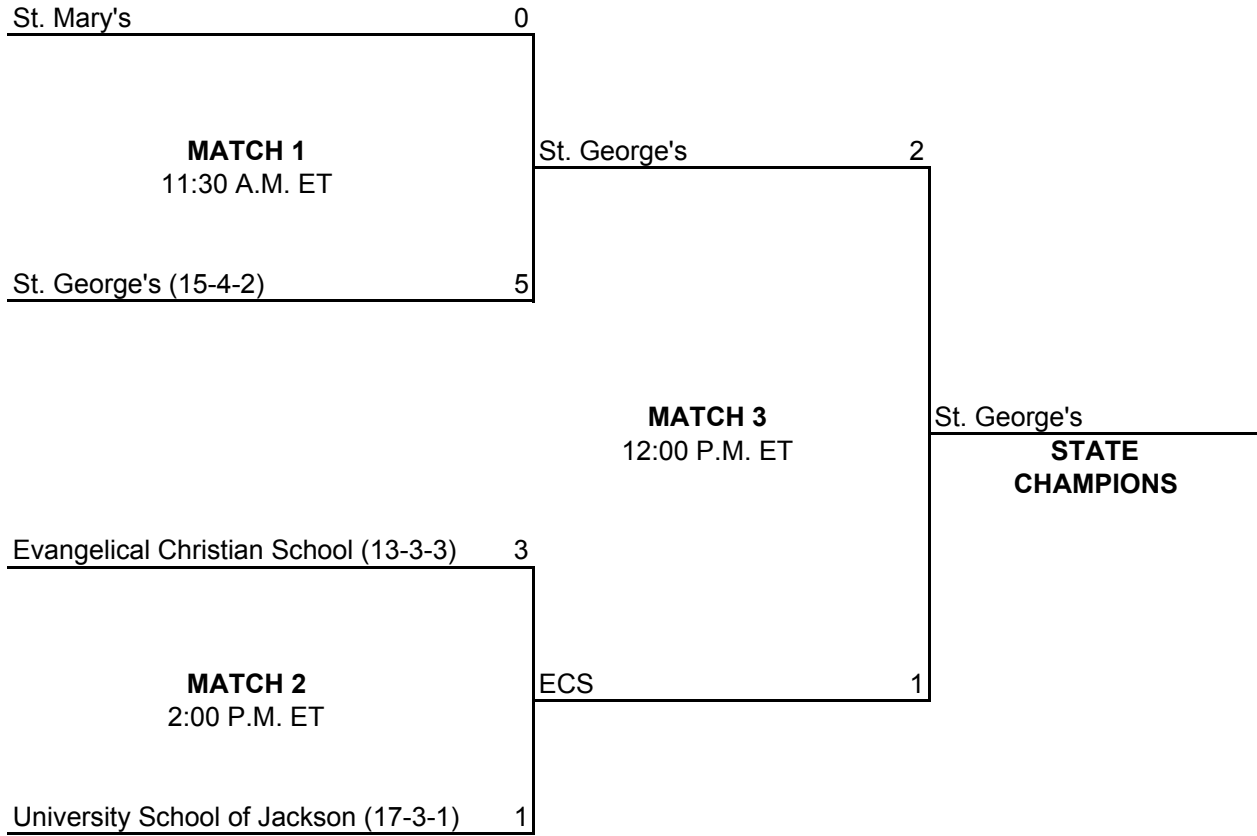 St. Mary's 0
MATCH 1
11:30 A.M. ET
St. George's 2
St. George's (15-4-2) 5
MATCH 3
12:00 P.M. ET
St. George's
STATE
CHAMPIONS
Evangelical Christian School (13-3-3) 3
MATCH 2
2:00 P.M. ET
ECS 1
University School of Jackson (17-3-1) 1